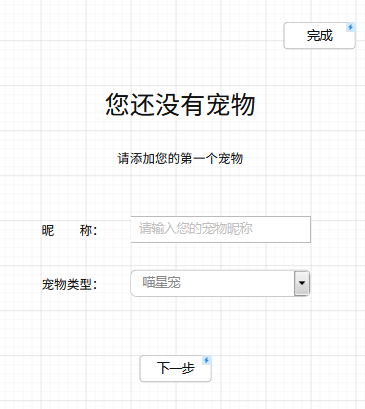 完成
您还没有宠物
请添加您的第一个宠物
昵　　称： 请输入您的宠物昵称
宠物类型： 喵星宠
下一步